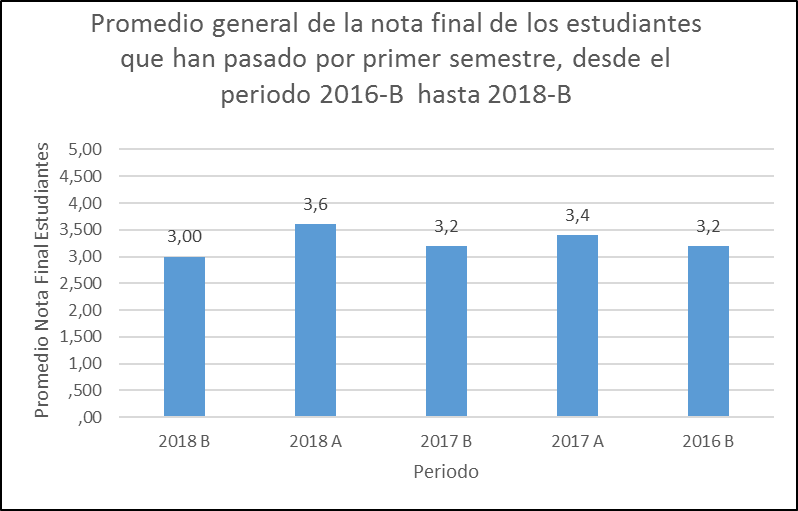 Promedio general de la nota final de los estudiantes
que han pasado por primer semestre, desde el
periodo 2016-B  hasta 2018-B
Promedio Nota Final Estudiantes
5,00
4,500
4,00
3,500
3,00
2,500
2,00
1,500
1,00
,500
,00
3,00
3,6
3,2
3,4
3,2
2018 B
2018 A
2017 B
2017 A
2016 B
Periodo